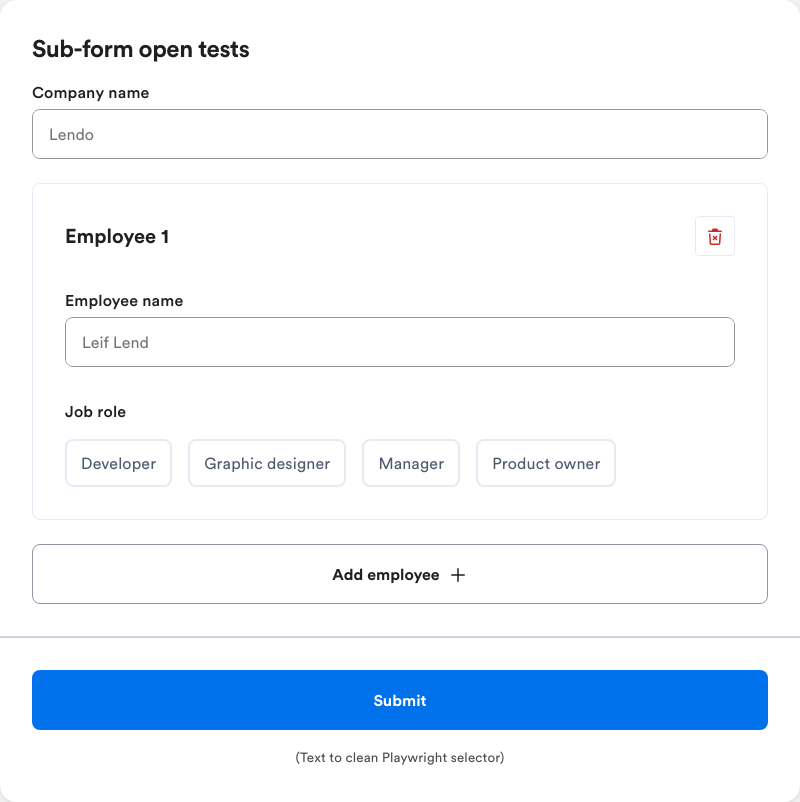 Sub-form open tests
Company name
Lendo
Employee 1
Employee name
Leif Lend
Job role
Developer Graphic designer Manager Product owner
Add employee
Submit
(Text to clean Playwright selector)